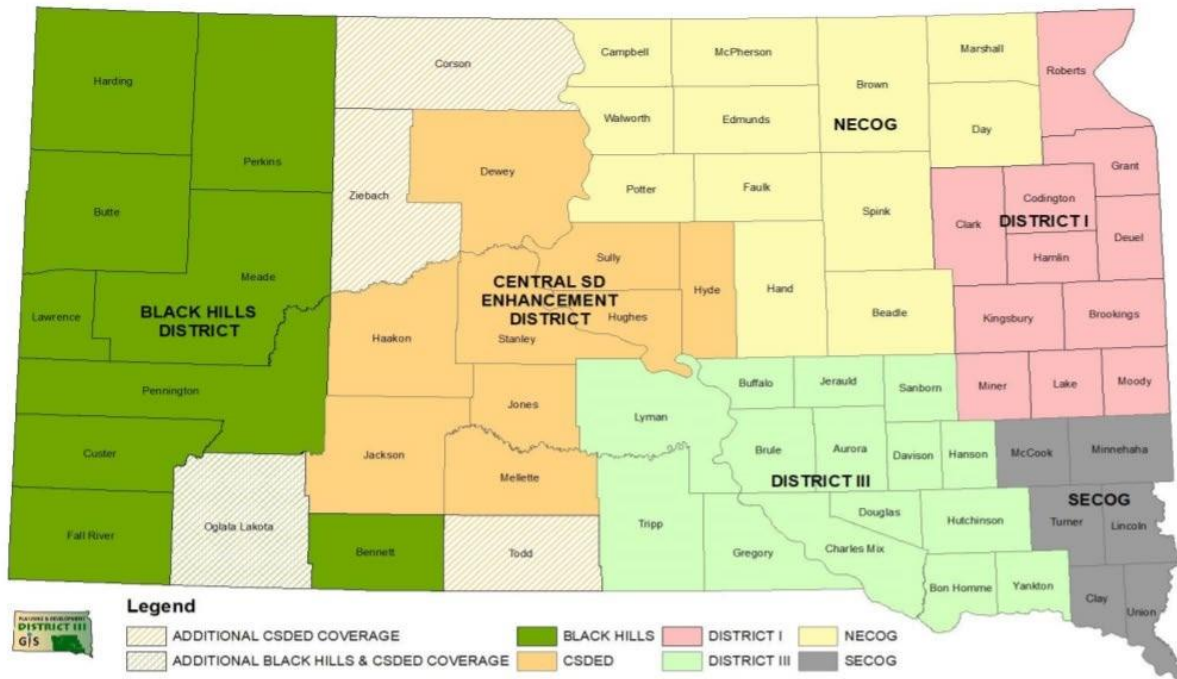 Harding
Perkins
Corson
Campbell
McPherson
Brown
Marshall
Roberts
Walworth
Edmunds
NECOG
Day
Grant
Butte
Ziebach
Dewey
Potter
Faulk
Spink
Codington
Clark
DISTRICT I
Deuel
Hamlin
Meade
Sully
Hyde
Hand
Beadle
Kingsbury
Brookings
Lawrence
BLACK HILLS
DISTRICT
CENTRAL SD
ENHANCEMENT
DISTRICT
Hughes
Haakon
Stanley
Pennington
Jones
Lyman
Buffalo
Jerauld
Sanborn
Miner
Lake
Moody
Custer
Jackson
Mellette
Brule
Aurora
Davison
Hanson
McCook
Minnehaha
DISTRICT III
SECOG
Fall River
Oglala Lakota
Bennett
Todd
Tripp
Gregory
Douglas
Charles Mix
Hutchinson
Turner
Lincoln
Bon Homme
Yankton
Clay
Union
PLANNING & DEVELOPMENT
DISTRICT III
GIS
Legend
ADDITIONAL CSDED COVERAGE
BLACK HILLS
DISTRICT I
NECOG
ADDITIONAL BLACK HILLS & CSDED COVERAGE
CSDED
DISTRICT III
SECOG